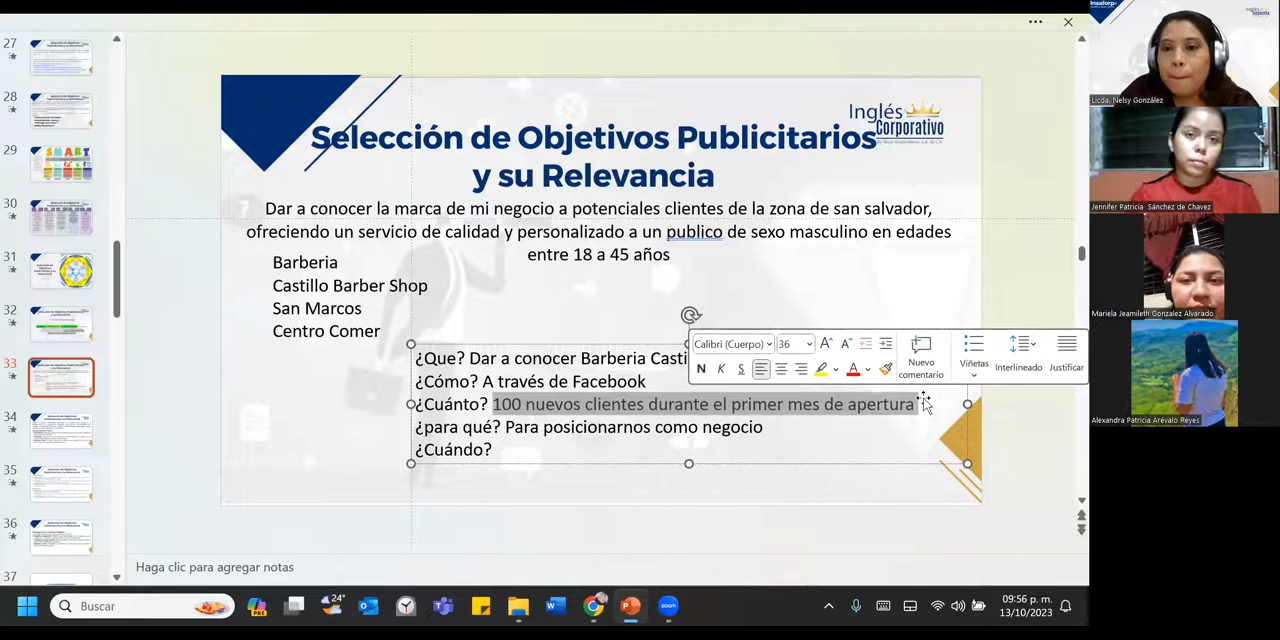 Insaforp
Inglés
Corporativo
27
28
29
SMART
30
31
32
33
34
35
36
37
Inglés
Corporativo
Selección de Objetivos Publicitarios
y su Relevancia
Dar a conocer la marca de mi negocio a potenciales clientes de la zona de san salvador,
ofreciendo un servicio de calidad y personalizado a un publico de sexo masculino en edades
entre 18 a 45 años
Barberia
Castillo Barber Shop
San Marcos
Centro Comer
¿Que? Dar a conocer Barberia Casti
¿Cómo? A través de Facebook
¿Cuánto? 100 nuevos clientes durante el primer mes de apertura
¿para qué? Para posicionarnos como negocio
¿Cuándo?
Calibri (Cuerpo)
36
N K S
Nuevo
comentario
Viñetas
Interlineado
Justificar
Licda. Nelsy González
Jennifer Patricia Sánchez de Chavez
Mariela Jeamileth Gonzalez Alvarado
Alexandra Patricia Arévalo Reyes
Haga clic para agregar notas
Buscar
PRE
24°
zoom
09:56 p. m.
13/10/2023